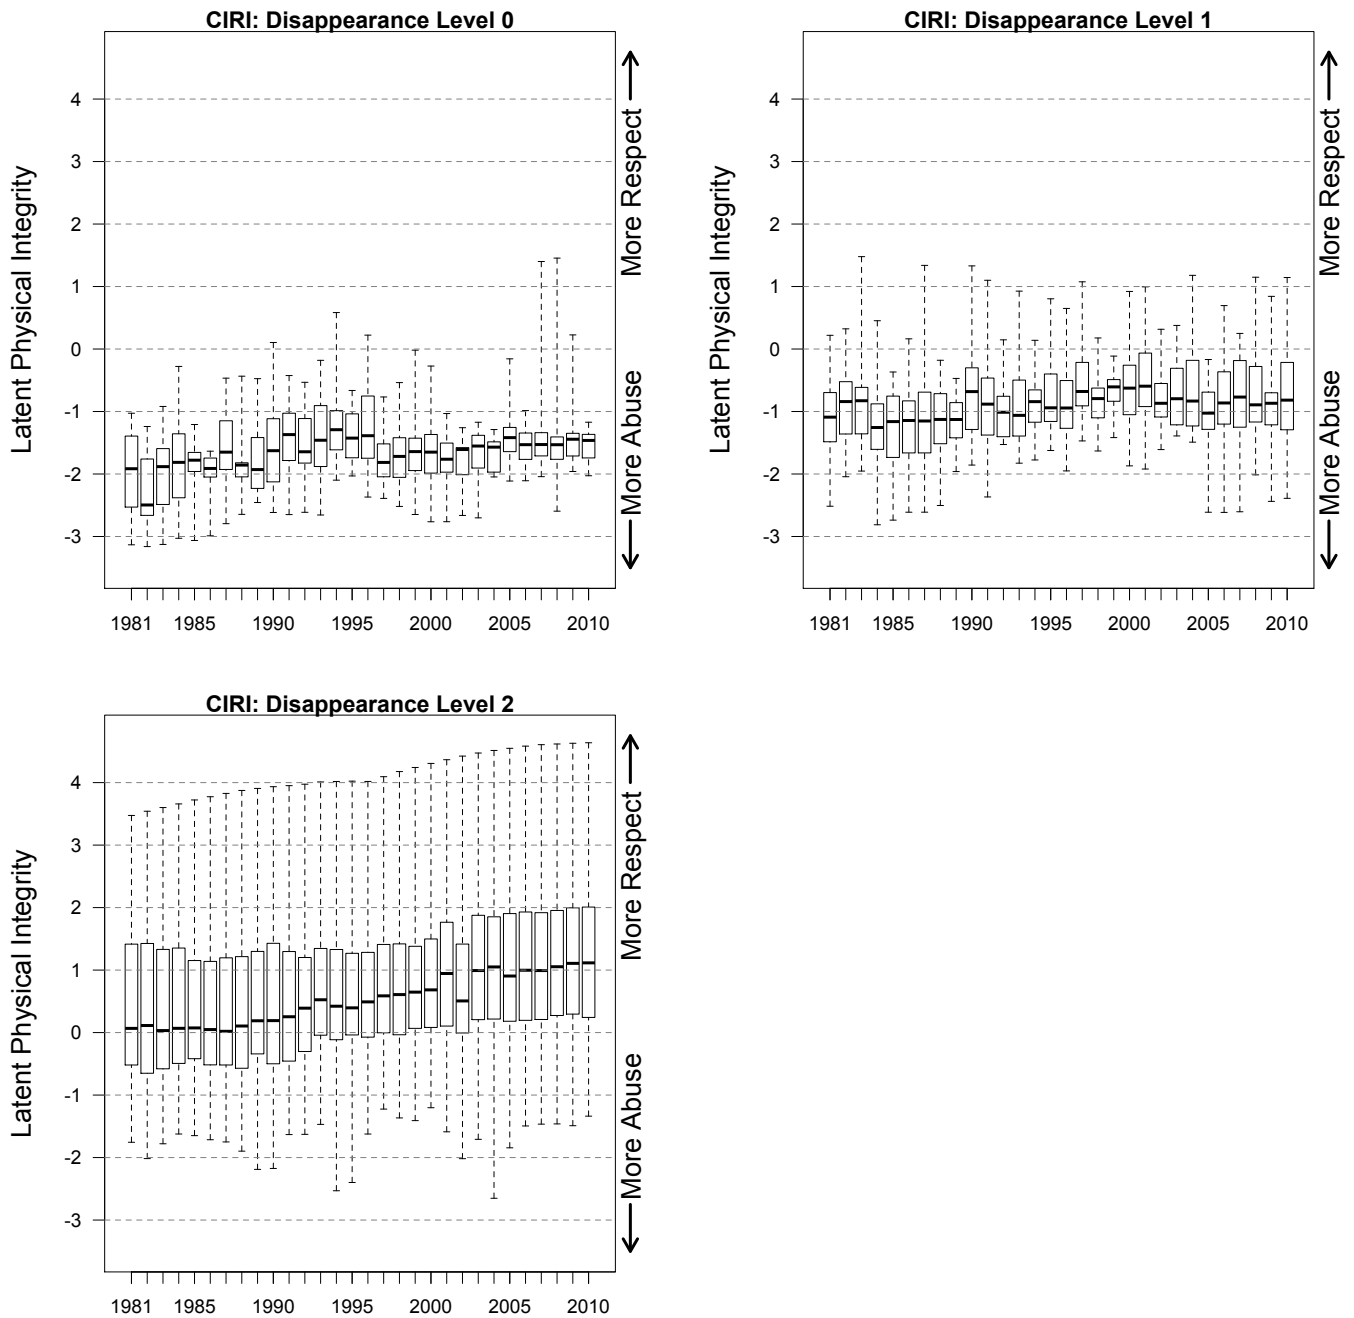 CIRI: Disappearance Level 0
Latent Physical Integrity
4
3
2
1
0
-1
-2
-3
1981 1985 1990 1995 2000 2005 2010
More Respect
More Abuse
CIRI: Disappearance Level 1
Latent Physical Integrity
4
3
2
1
0
-1
-2
-3
1981 1985 1990 1995 2000 2005 2010
More Respect
More Abuse
CIRI: Disappearance Level 2
Latent Physical Integrity
4
3
2
1
0
-1
-2
-3
1981 1985 1990 1995 2000 2005 2010
More Respect
More Abuse